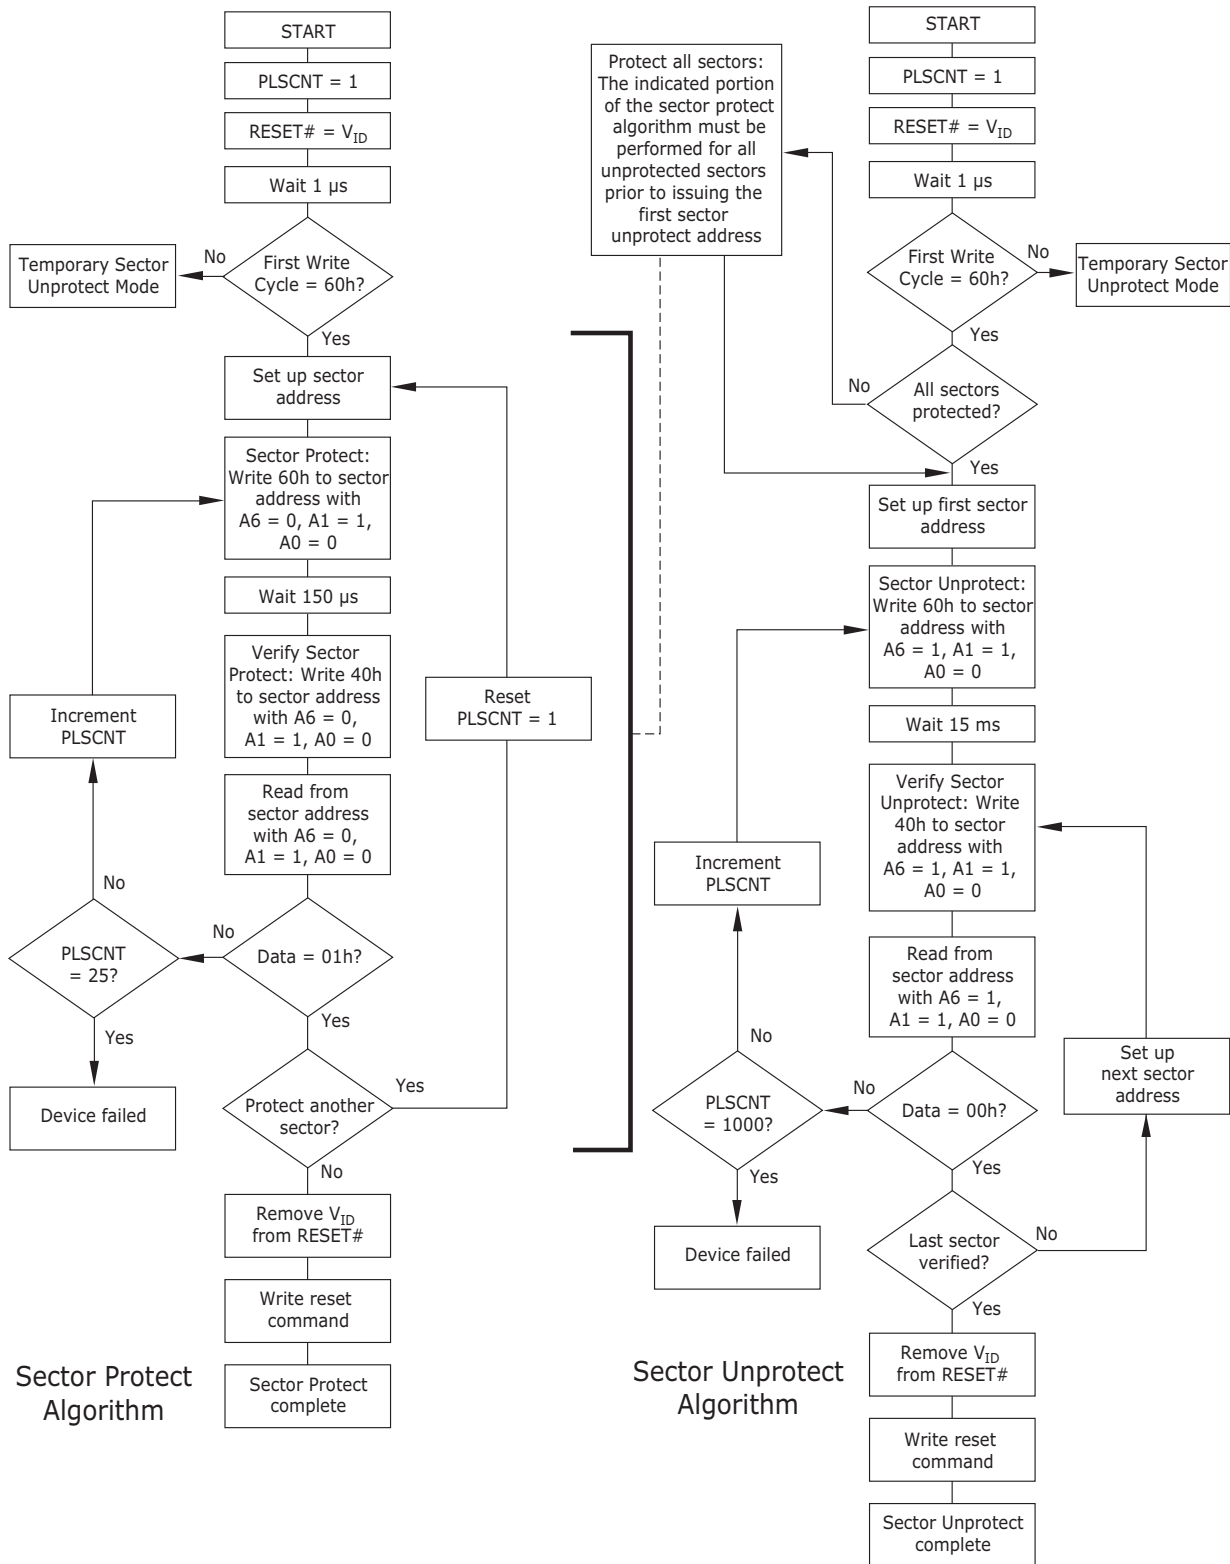 START
PLSCNT = 1
RESET# = VID
Wait 1 µs
No
First Write
Cycle = 60h?
Temporary Sector
Unprotect Mode
Yes
Set up sector
address
Sector Protect:
Write 60h to sector
address with
A6 = 0, A1 = 1,
A0 = 0
Wait 150 µs
Verify Sector
Protect: Write 40h
to sector address
with A6 = 0,
A1 = 1, A0 = 0
Increment
PLSCNT
Reset
PLSCNT = 1
Read from
sector address
with A6 = 0,
A1 = 1, A0 = 0
No
No
PLSCNT
= 25?
Data = 01h?
Yes
Yes
Device failed
Protect another
sector?
Yes
No
Remove VID
from RESET#
Write reset
command
Sector Protect
complete
Sector Protect
Algorithm
Protect all sectors:
The indicated portion
of the sector protect
algorithm must be
performed for all
unprotected sectors
prior to issuing the
first sector
unprotect address
START
PLSCNT = 1
RESET# = VID
Wait 1 µs
First Write
Cycle = 60h?
No
Temporary Sector
Unprotect Mode
Yes
No
All sectors
protected?
Yes
Set up first sector
address
Sector Unprotect:
Write 60h to sector
address with
A6 = 1, A1 = 1,
A0 = 0
Wait 15 ms
Verify Sector
Unprotect: Write
40h to sector
address with
A6 = 1, A1 = 1,
A0 = 0
Increment
PLSCNT
Read from
sector address
with A6 = 1,
A1 = 1, A0 = 0
No
No
PLSCNT
= 1000?
Data = 00h?
Set up
next sector
address
Yes
Yes
Device failed
Last sector
verified?
No
Yes
Remove VID
from RESET#
Write reset
command
Sector Unprotect
complete
Sector Unprotect
Algorithm